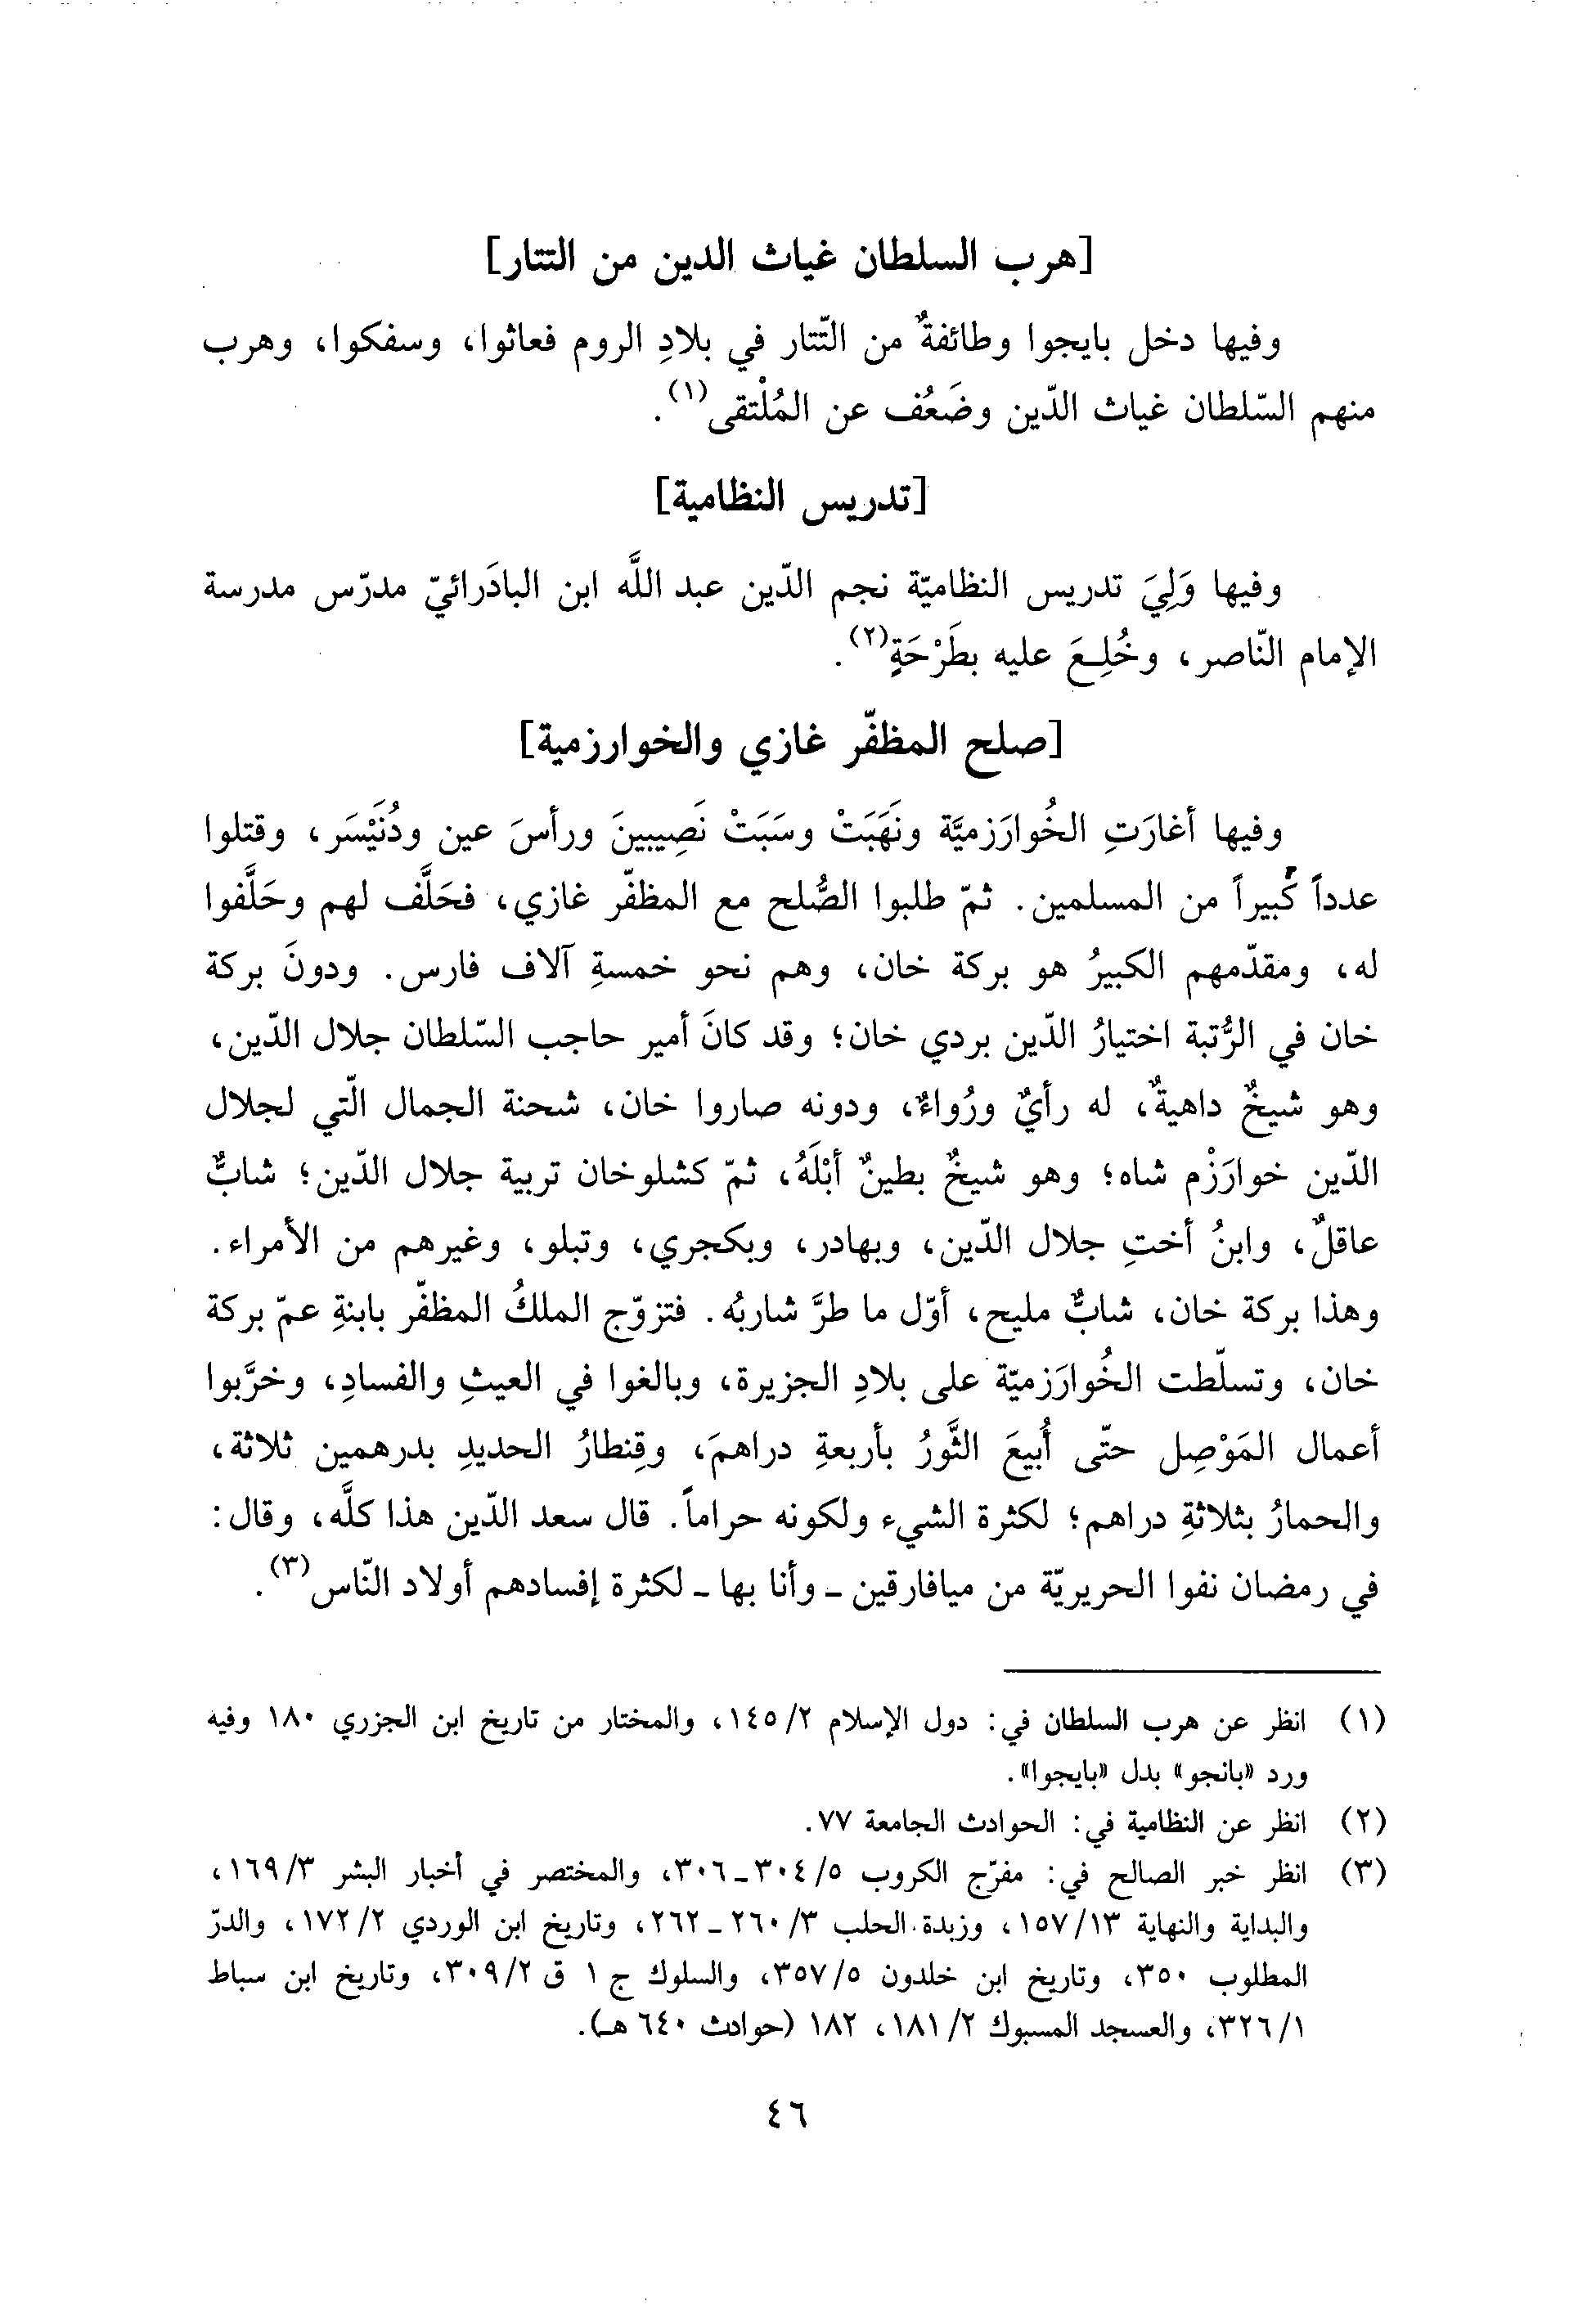 [هرب السلطان غياث الدين من التتار]
وفيها دخل بايجوا وطائفةٌ من التّتار في بلادِ الروم فعاثوا، وسفكوا، وهرب
منهم السّلطان غياث الدّين وضَعُف عن المُلْتقى(١).
[تدريس النظامية]
وفيها وَلِيَ تدريس النظاميّة نجم الدّين عبد اللَّه ابن البادَرائيّ مدرّس مدرسة
الإمام النّاصر، وخُلِـعَ عليه بطَرْحَةٍ(٢).
[صلح المظفّر غازي والخوارزمية]
وفيها أغارَتِ الخُوارَزميَّة ونَهَبَتْ وسَبَتْ نَصِيبينَ ورأسَ عين ودُنَيْسَر، وقتلوا
عدداً كبيراً من المسلمين. ثمّ طلبوا الصُّلح مع المظفّر غازي، فحَلَّف لهم وحَلَّفوا
له، ومقدّمهم الكبيرُ هو بركة خان، وهم نحو خمسةِ آلاف فارس. ودونَ بركة
خان في الرُّتبة اختيارُ الدّين بردي خان؛ وقد كانَ أمير حاجب السّلطان جلال الدّين،
وهو شيخٌ داهيةٌ، له رأيٌ ورُواءٌ، ودونه صاروا خان، شحنة الجمال الّتي لجلال
الدّين خوارَزْم شاه؛ وهو شيخٌ بطينٌ أبْلَهُ، ثمّ كشلوخان تربية جلال الدّين؛ شابٌّ
عاقلٌ، وابنُ أختِ جلال الدّين، وبهادر، وبكجري، وتبلو، وغيرهم من الأمراء.
وهذا بركة خان، شابٌّ مليح، أوّل ما طرَّ شاربُه. فتزوّج الملكُ المظفّر بابنةِ عمّ بركة
خان، وتسلّطت الخُوارَزميّة على بلادِ الجزيرة، وبالغوا في العيثِ والفسادِ، وخرَّبوا
أعمال المَوْصِل حتّى أُبيعَ الثَّورُ بأربعةِ دراهمَ، وقِنطارُ الحديدِ بدرهمين ثلاثة،
والحمارُ بثلاثةِ دراهم؛ لكثرة الشيء ولكونه حراماً. قال سعد الدّين هذا كلَّه، وقال:
في رمضان نفوا الحريريّة من ميافارقين ـ وأنا بها ـ لكثرة إفسادهم أولاد النّاس(٣).
(١) انظر عن هرب السلطان في: دول الإسلام ٢/ ١٤٥، والمختار من تاريخ ابن الجزري ١٨٠ وفيه
ورد «بانجو» بدل «بايجوا».
(٢) انظر عن النظامية في: الحوادث الجامعة ٧٧.
(٣) انظر خبر الصالح في: مفرّج الكروب ٥/ ٣٠٤ ـ ٣٠٦، والمختصر في أخبار البشر ٣/ ١٦٩،
والبداية والنهاية ١٣/ ١٥٧، وزبدة الحلب ٣/ ٢٦٠ ـ ٢٦٢، وتاريخ ابن الوردي ٢/ ١٧٢، والدرّ
المطلوب ٣٥٠، وتاريخ ابن خلدون ٥/ ٣٥٧، والسلوك ج ١ ق ٢/ ٣٠٩، وتاريخ ابن سباط
١/ ٣٢٦، والعسجد المسبوك ٢/ ١٨١، ١٨٢ (حوادث ٦٤٠ هـ).
٤٦